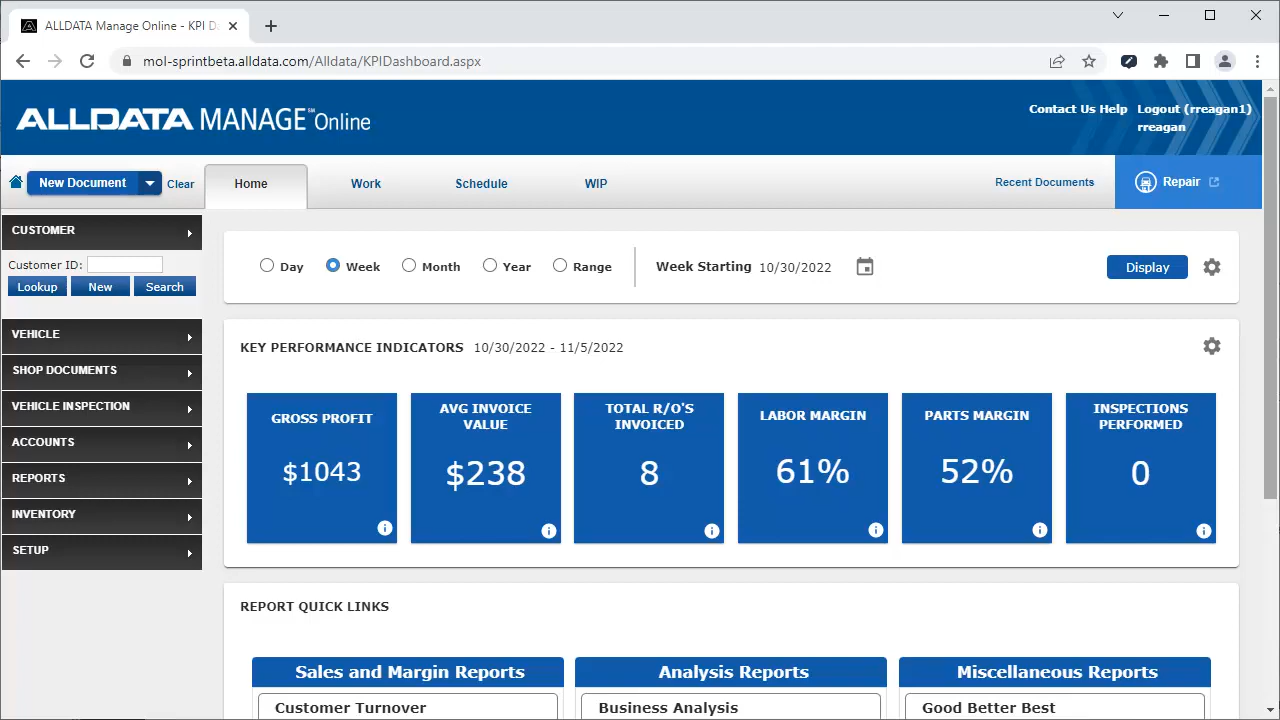 ALLDATA Manage Online - KPI D
mol-sprintbeta.alldata.com/Alldata/KPIDashboard.aspx
ALLDATA MANAGE℠ Online
Contact Us Help Logout (rreagan1)
rreagan
New Document Clear Home Work Schedule WIP Recent Documents Repair
CUSTOMER
Customer ID:
Lookup New Search
VEHICLE
SHOP DOCUMENTS
VEHICLE INSPECTION
ACCOUNTS
REPORTS
INVENTORY
SETUP
Day Week Month Year Range Week Starting 10/30/2022 Display
KEY PERFORMANCE INDICATORS 10/30/2022 - 11/5/2022
GROSS PROFIT
$1043
AVG INVOICE
VALUE
$238
TOTAL R/O'S
INVOICED
8
LABOR MARGIN
61%
PARTS MARGIN
52%
INSPECTIONS
PERFORMED
0
REPORT QUICK LINKS
Sales and Margin Reports
Customer Turnover
Analysis Reports
Business Analysis
Miscellaneous Reports
Good Better Best